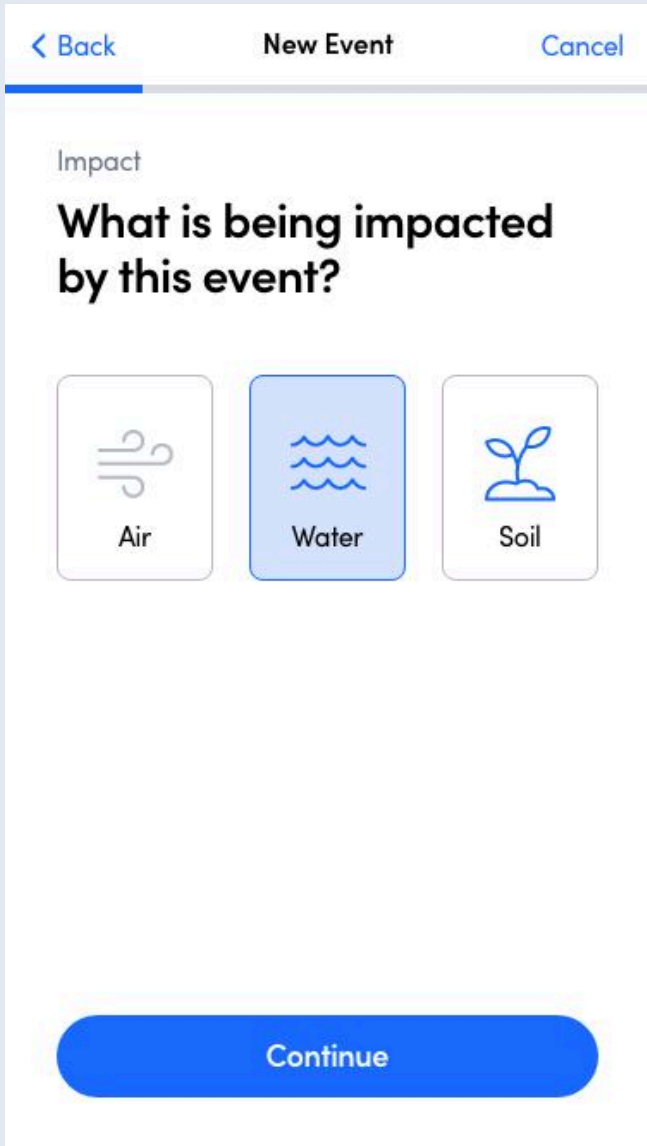 Back
New Event
Cancel
Impact
What is being impacted
by this event?
Air
Water
Soil
Continue